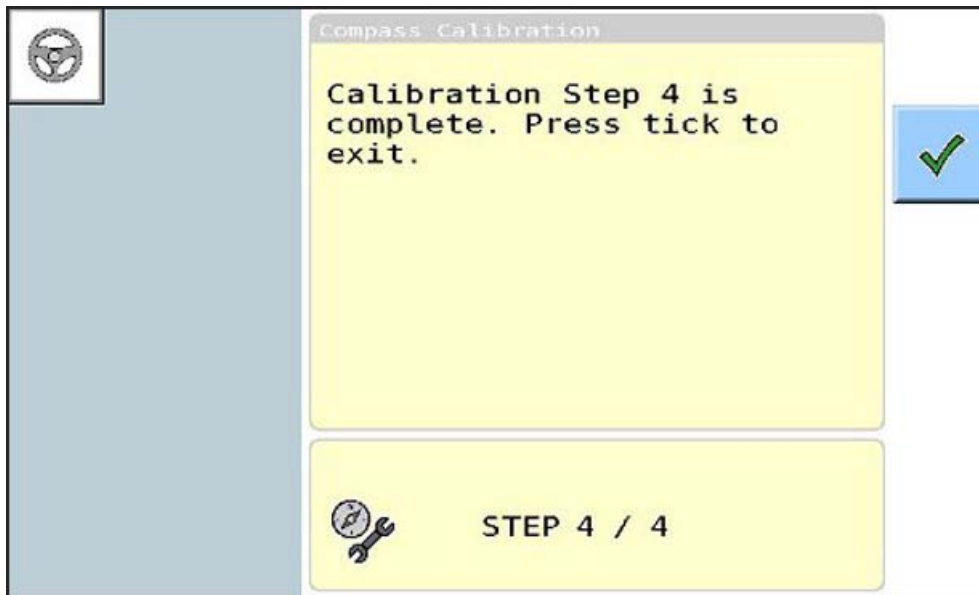 Compass Calibration
Calibration Step 4 is
complete. Press tick to
exit.
STEP 4 / 4